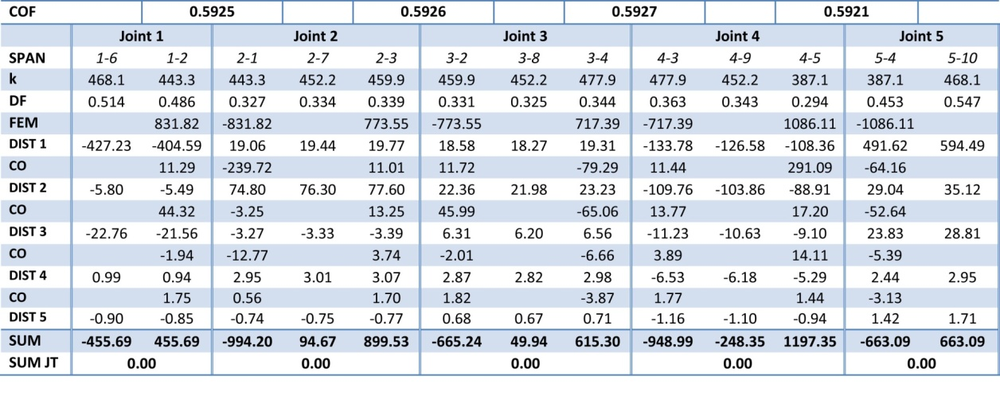 COF 0.5925 0.5926 0.5927 0.5921
Joint 1 Joint 2 Joint 3 Joint 4 Joint 5
SPAN 1-6 1-2 2-1 2-7 2-3 3-2 3-8 3-4 4-3 4-9 4-5 5-4 5-10
k 468.1 443.3 443.3 452.2 459.9 459.9 452.2 477.9 477.9 452.2 387.1 387.1 468.1
DF 0.514 0.486 0.327 0.334 0.339 0.331 0.325 0.344 0.363 0.343 0.294 0.453 0.547
FEM 831.82 -831.82 773.55 -773.55 717.39 -717.39 1086.11 -1086.11
DIST 1 -427.23 -404.59 19.06 19.44 19.77 18.58 18.27 19.31 -133.78 -126.58 -108.36 491.62 594.49
CO 11.29 -239.72 11.01 11.72 -79.29 11.44 291.09 -64.16
DIST 2 -5.80 -5.49 74.80 76.30 77.60 22.36 21.98 23.23 -109.76 -103.86 -88.91 29.04 35.12
CO 44.32 -3.25 13.25 45.99 -65.06 13.77 17.20 -52.64
DIST 3 -22.76 -21.56 -3.27 -3.33 -3.39 6.31 6.20 6.56 -11.23 -10.63 -9.10 23.83 28.81
CO -1.94 -12.77 3.74 -2.01 -6.66 3.89 14.11 -5.39
DIST 4 0.99 0.94 2.95 3.01 3.07 2.87 2.82 2.98 -6.53 -6.18 -5.29 2.44 2.95
CO 1.75 0.56 1.70 1.82 -3.87 1.77 1.44 -3.13
DIST 5 -0.90 -0.85 -0.74 -0.75 -0.77 0.68 0.67 0.71 -1.16 -1.10 -0.94 1.42 1.71
SUM -455.69 455.69 -994.20 94.67 899.53 -665.24 49.94 615.30 -948.99 -248.35 1197.35 -663.09 663.09
SUM JT 0.00 0.00 0.00 0.00 0.00